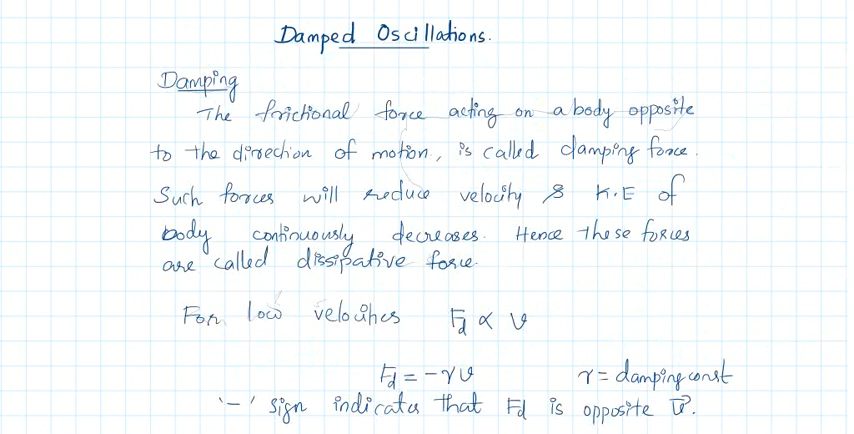 Damped Oscillations.
Damping
The frictional force acting on a body opposite
to the direction of motion, is called damping force.
Such forces will reduce velocity & K.E of
body continuously decreases. Hence these forces
are called dissipative force.
For low velocities Fd ∝ v
Fd = -γv γ = damping const
'-' sign indicates that Fd is opposite v⃗.